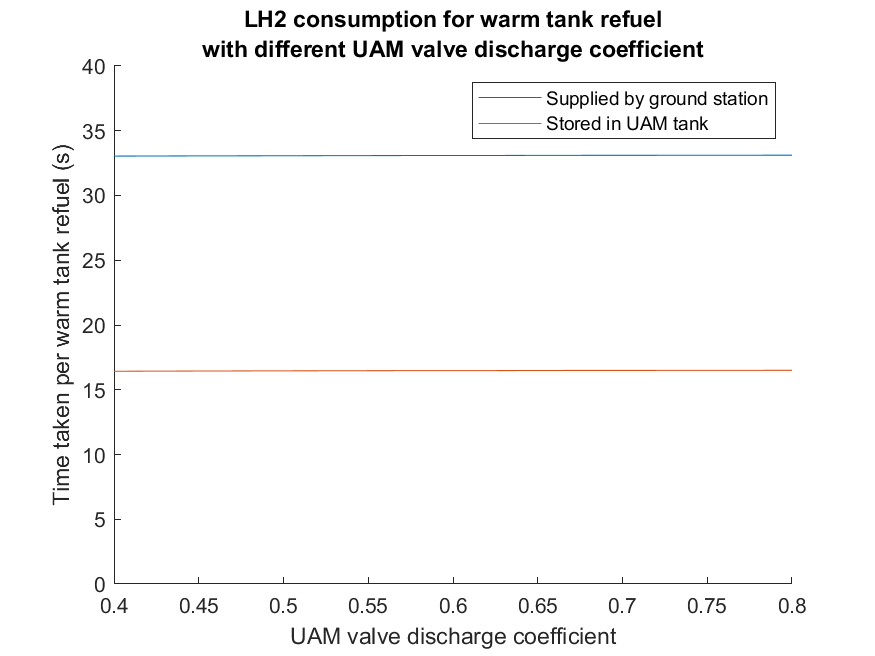 LH2 consumption for warm tank refuel
with different UAM valve discharge coefficient
Supplied by ground station
Stored in UAM tank
Time taken per warm tank refuel (s)
40
35
30
25
20
15
10
5
0
0.4 0.45 0.5 0.55 0.6 0.65 0.7 0.75 0.8
UAM valve discharge coefficient